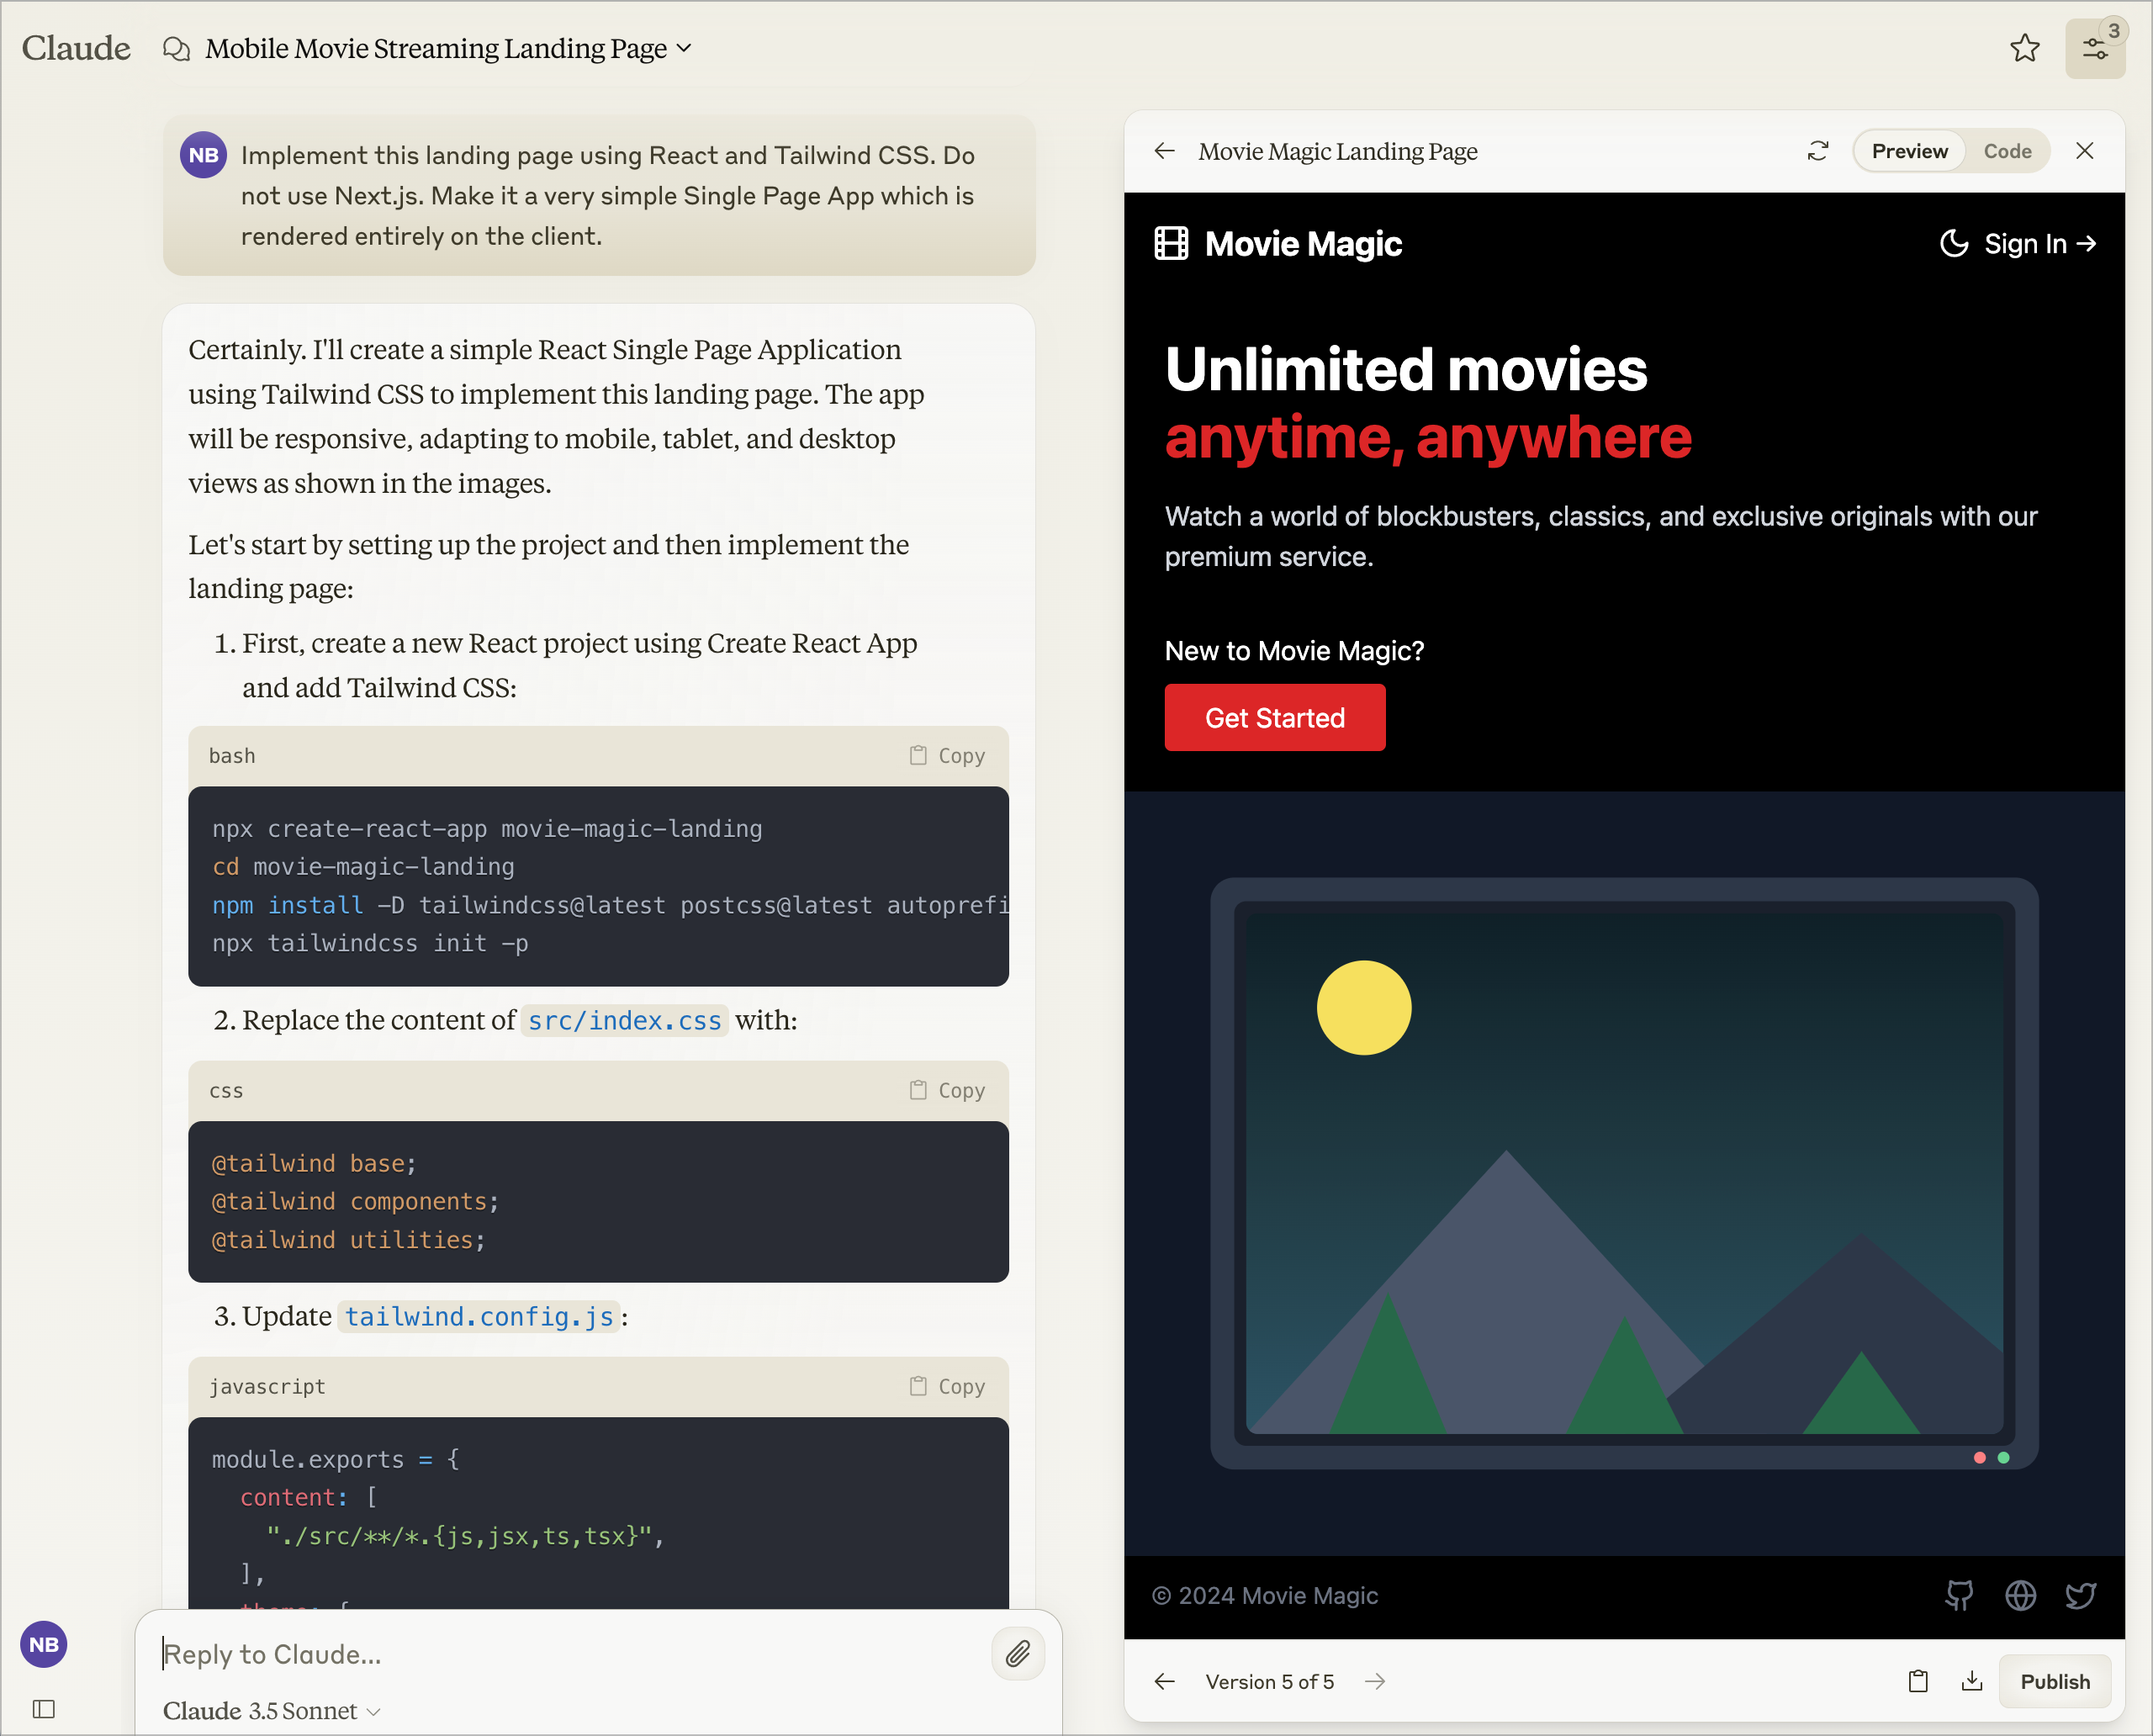 Claude
Mobile Movie Streaming Landing Page
3
NB
Implement this landing page using React and Tailwind CSS. Do
not use Next.js. Make it a very simple Single Page App which is
rendered entirely on the client.
Certainly. I'll create a simple React Single Page Application
using Tailwind CSS to implement this landing page. The app
will be responsive, adapting to mobile, tablet, and desktop
views as shown in the images.
Let's start by setting up the project and then implement the
landing page:
1. First, create a new React project using Create React App
and add Tailwind CSS:
bash
Copy
npx create-react-app movie-magic-landing
cd movie-magic-landing
npm install -D tailwindcss@latest postcss@latest autoprefi
npx tailwindcss init -p
2. Replace the content of src/index.css with:
css
Copy
@tailwind base;
@tailwind components;
@tailwind utilities;
3. Update tailwind.config.js:
javascript
Copy
module.exports = {
content: [
"./src/**/*.{js,jsx,ts,tsx}",
],
theme: {
NB
Reply to Claude...
Claude 3.5 Sonnet
Movie Magic Landing Page
Preview
Code
Movie Magic
Sign In →
Unlimited movies
anytime, anywhere
Watch a world of blockbusters, classics, and exclusive originals with our
premium service.
New to Movie Magic?
Get Started
© 2024 Movie Magic
Version 5 of 5
Publish